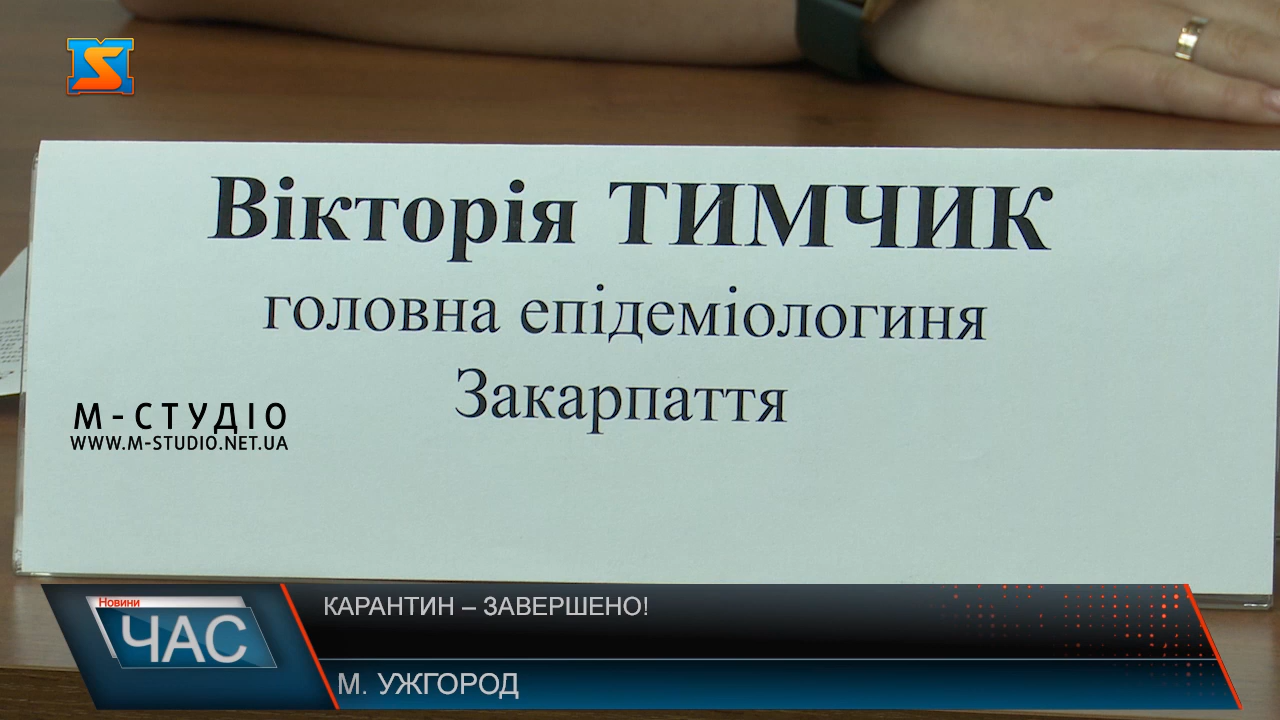 Вікторія ТИМЧИК
головна епідеміологиня
Закарпаття
М-СТУДІО
WWW.M-STUDIO.NET.UA
Новини
ЧАС
КАРАНТИН – ЗАВЕРШЕНО!
М. УЖГОРОД